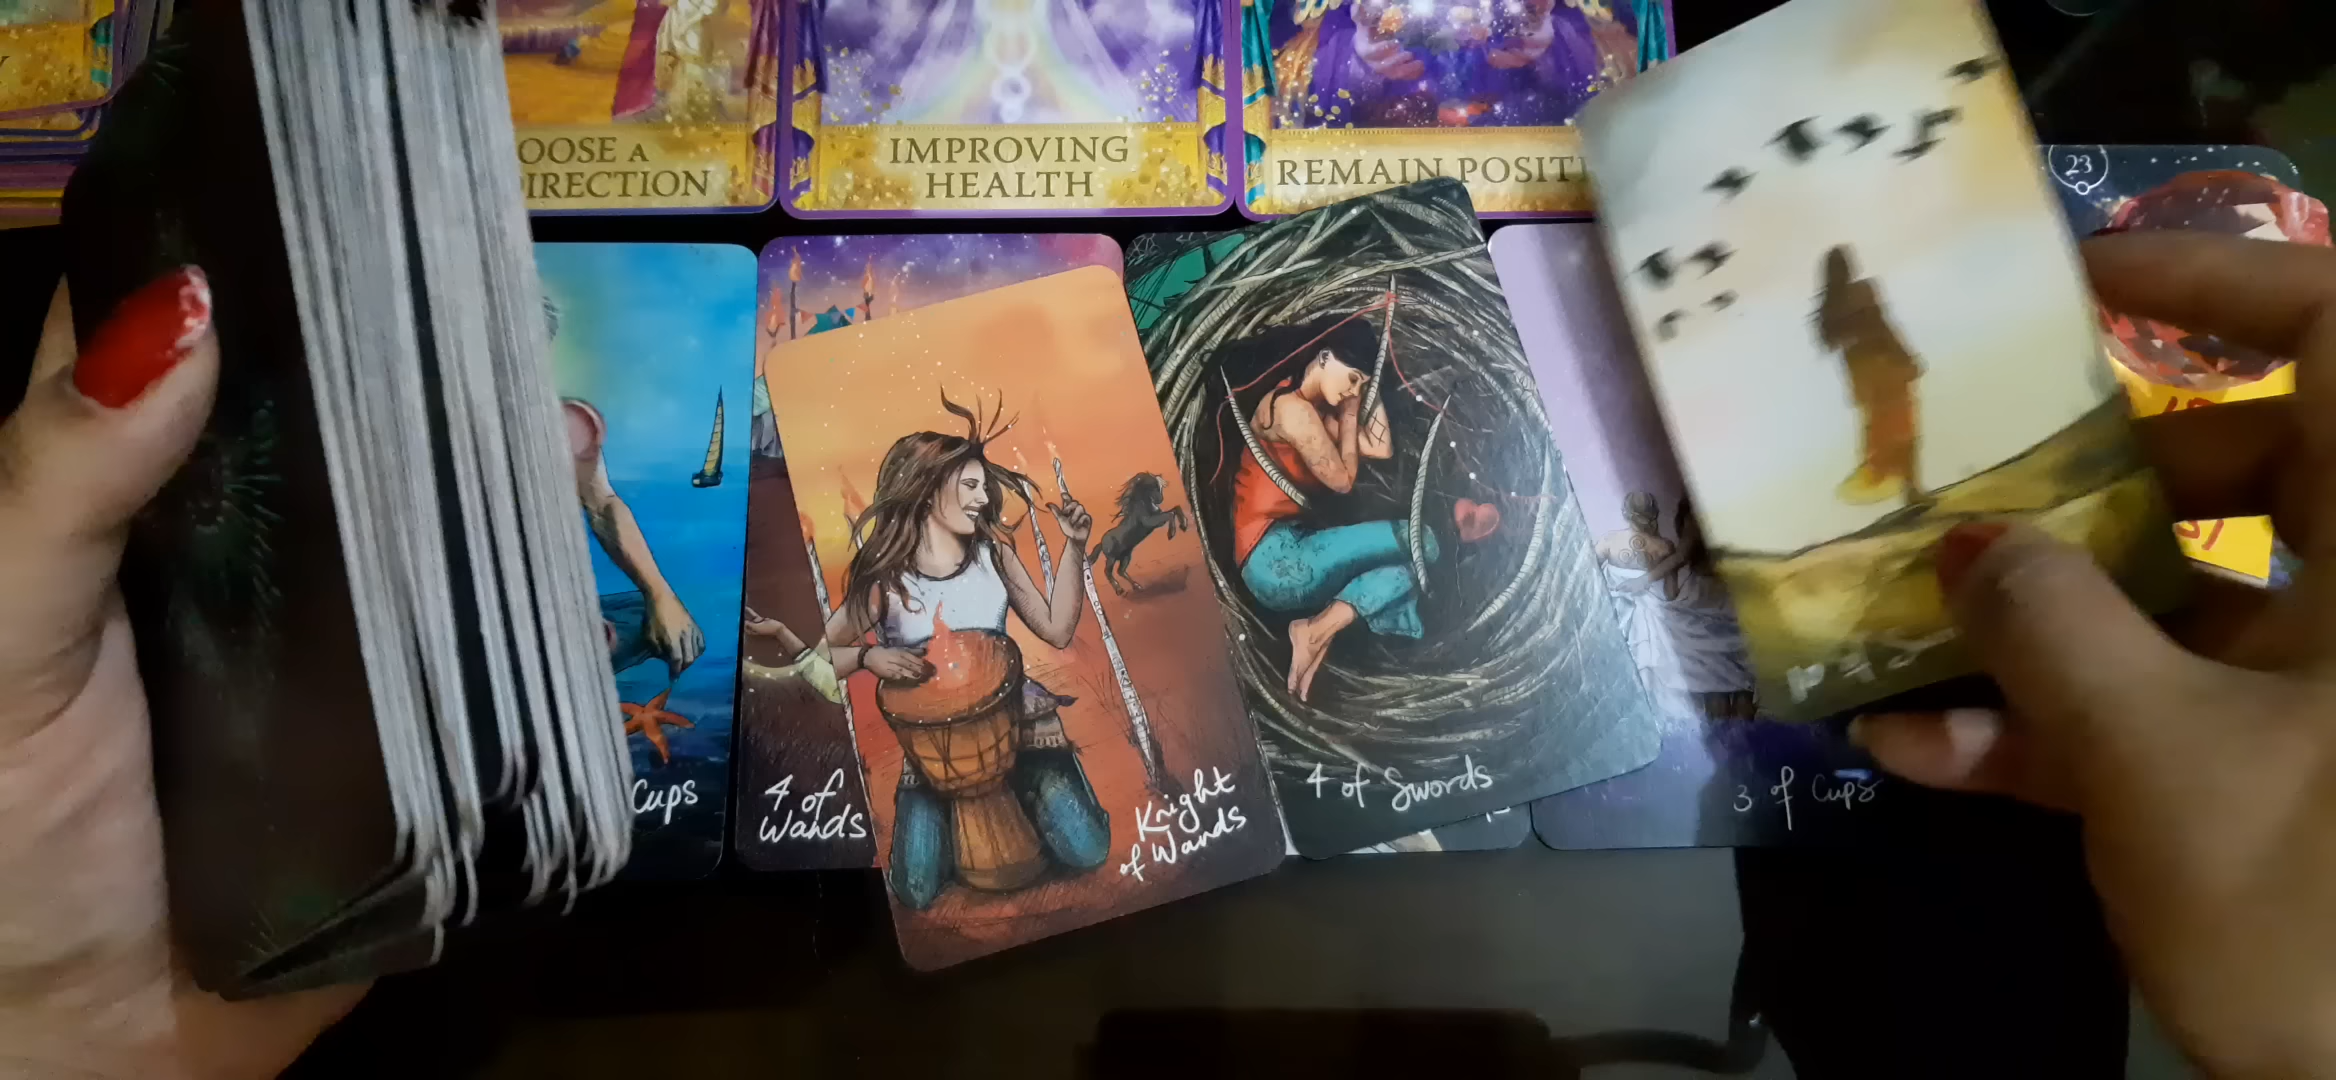 OOSE A
IRECTION
IMPROVING
HEALTH
REMAIN POSITI
23
Cups
4 of
Wands
Knight
of Wands
4 of Swords
3 of Cups